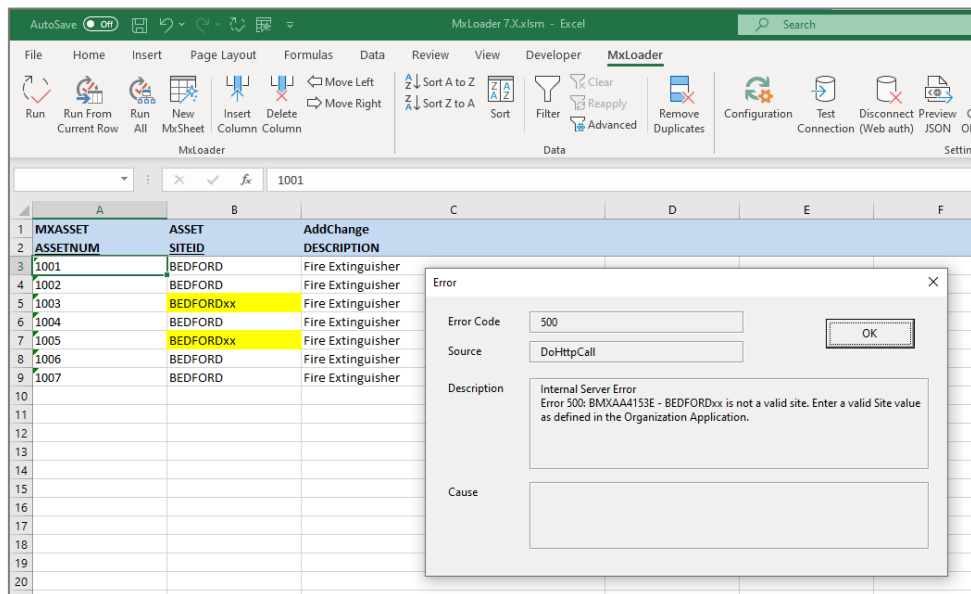 AutoSave Off MxLoader 7.X.xlsm - Excel Search
File Home Insert Page Layout Formulas Data Review View Developer MxLoader
Run
Run From
Current Row
Run
All
New
MxSheet
Insert
Column
Delete
Column
Move Left
Move Right
MxLoader
Sort A to Z
Sort Z to A
Sort
Filter
Clear
Reapply
Advanced
Remove
Duplicates
Data
Configuration
Test
Connection
Disconnect
(Web auth)
Preview
JSON
Settin
fx 1001
A B C D E F
1 MXASSET ASSET AddChange
2 ASSETNUM SITEID DESCRIPTION
3 1001 BEDFORD Fire Extinguisher
4 1002 BEDFORD Fire Extinguisher
5 1003 BEDFORDxx Fire Extinguisher
6 1004 BEDFORD Fire Extinguisher
7 1005 BEDFORDxx Fire Extinguisher
8 1006 BEDFORD Fire Extinguisher
9 1007 BEDFORD Fire Extinguisher
10
11
12
13
14
15
16
17
18
19
20
Error
Error Code 500
OK
Source DoHttpCall
Description Internal Server Error
Error 500: BMXAA4153E - BEDFORDxx is not a valid site. Enter a valid Site value
as defined in the Organization Application.
Cause